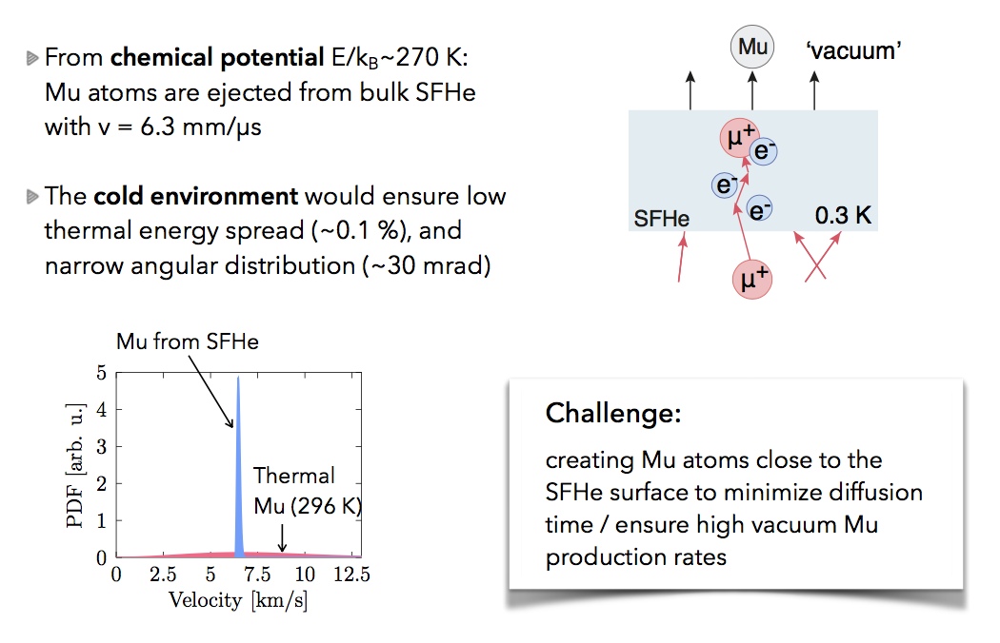 From chemical potential E/kB~270 K:
Mu atoms are ejected from bulk SFHe
with v = 6.3 mm/μs
The cold environment would ensure low
thermal energy spread (~0.1 %), and
narrow angular distribution (~30 mrad)
Mu
‘vacuum’
μ+
e-
e-
e-
SFHe
0.3 K
μ+
Mu from SFHe
5
4
3
2
1
0
PDF [arb. u.]
Thermal
Mu (296 K)
0 2.5 5 7.5 10 12.5
Velocity [km/s]
Challenge:
creating Mu atoms close to the
SFHe surface to minimize diffusion
time / ensure high vacuum Mu
production rates